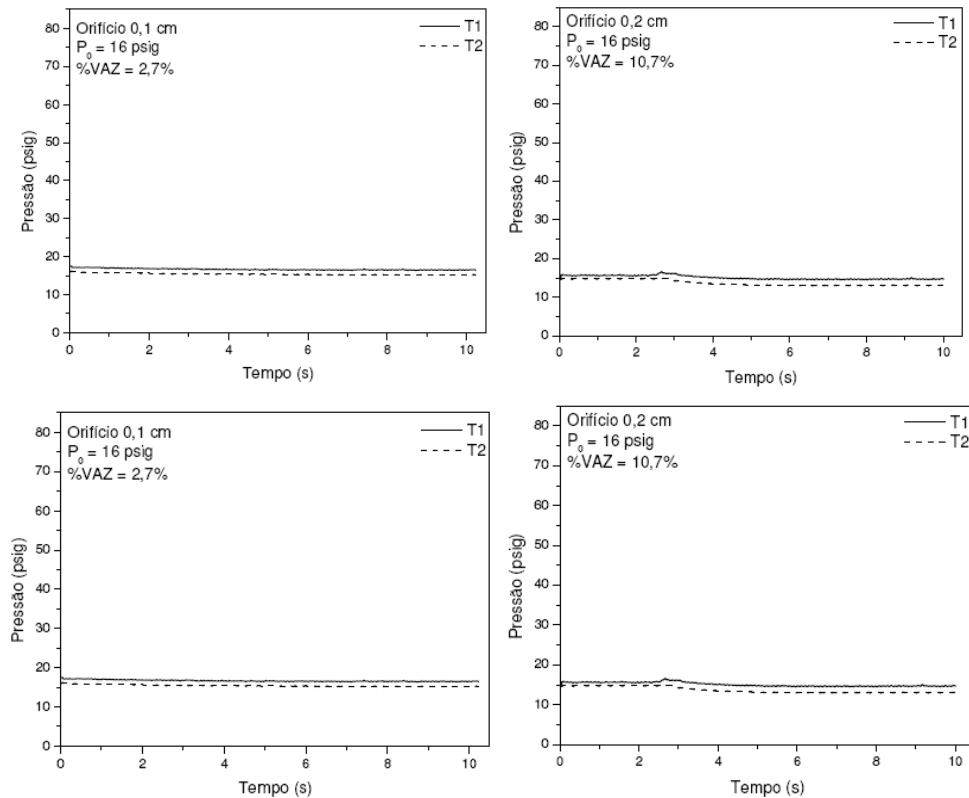 Orifício 0,1 cm
P0 = 16 psig
%VAZ = 2,7%
T1
T2
Pressão (psig)
80
70
60
50
40
30
20
10
0
0 2 4 6 8 10
Tempo (s)
Orifício 0,2 cm
P0 = 16 psig
%VAZ = 10,7%
T1
T2
Pressão (psig)
80
70
60
50
40
30
20
10
0
0 2 4 6 8 10
Tempo (s)
Orifício 0,1 cm
P0 = 16 psig
%VAZ = 2,7%
T1
T2
Pressão (psig)
80
70
60
50
40
30
20
10
0
0 2 4 6 8 10
Tempo (s)
Orifício 0,2 cm
P0 = 16 psig
%VAZ = 10,7%
T1
T2
Pressão (psig)
80
70
60
50
40
30
20
10
0
0 2 4 6 8 10
Tempo (s)